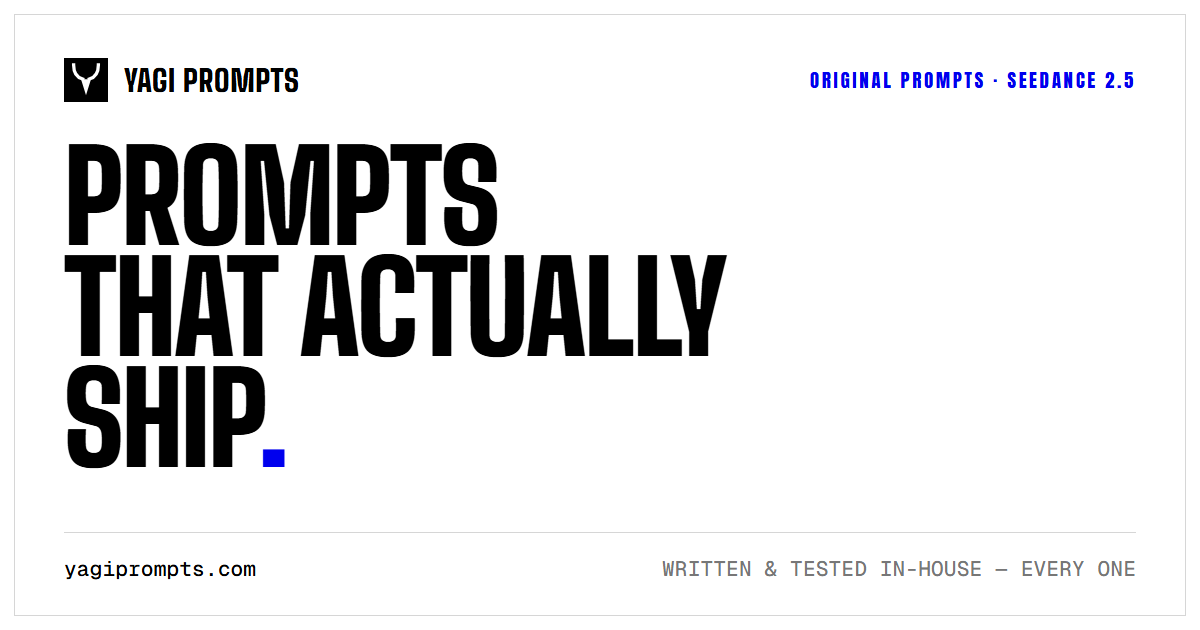 YAGI PROMPTS
ORIGINAL PROMPTS · SEEDANCE 2.5
PROMPTS
THAT ACTUALLY
SHIP.
yagiprompts.com
WRITTEN & TESTED IN-HOUSE — EVERY ONE